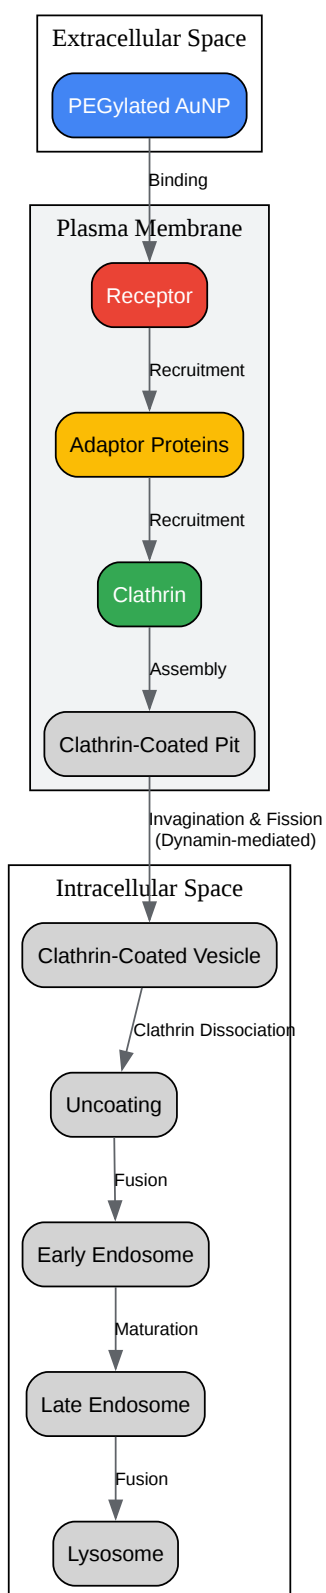 Extracellular Space
PEGylated AuNP
Binding
Plasma Membrane
Receptor
Recruitment
Adaptor Proteins
Recruitment
Clathrin
Assembly
Clathrin-Coated Pit
Invagination & Fission
(Dynamin-mediated)
Intracellular Space
Clathrin-Coated Vesicle
Clathrin Dissociation
Uncoating
Fusion
Early Endosome
Maturation
Late Endosome
Fusion
Lysosome